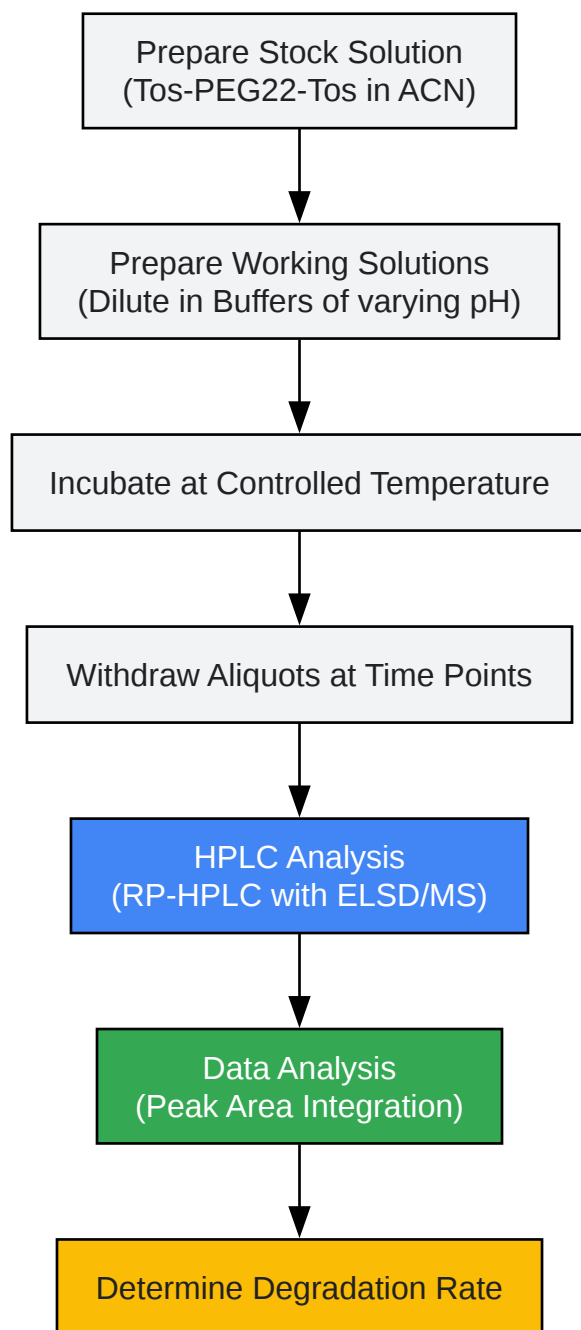 Prepare Stock Solution
(Tos-PEG22-Tos in ACN)
Prepare Working Solutions
(Dilute in Buffers of varying pH)
Incubate at Controlled Temperature
Withdraw Aliquots at Time Points
HPLC Analysis
(RP-HPLC with ELSD/MS)
Data Analysis
(Peak Area Integration)
Determine Degradation Rate